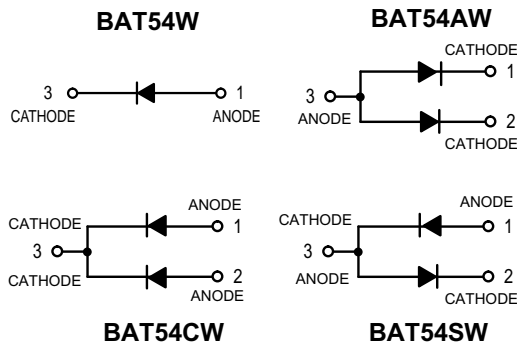 BAT54W
3
1
CATHODE
ANODE
BAT54AW
CATHODE
1
3
ANODE
2
CATHODE
ANODE
CATHODE
1
3
CATHODE
2
ANODE
BAT54CW
ANODE
CATHODE
1
3
ANODE
2
CATHODE
BAT54SW